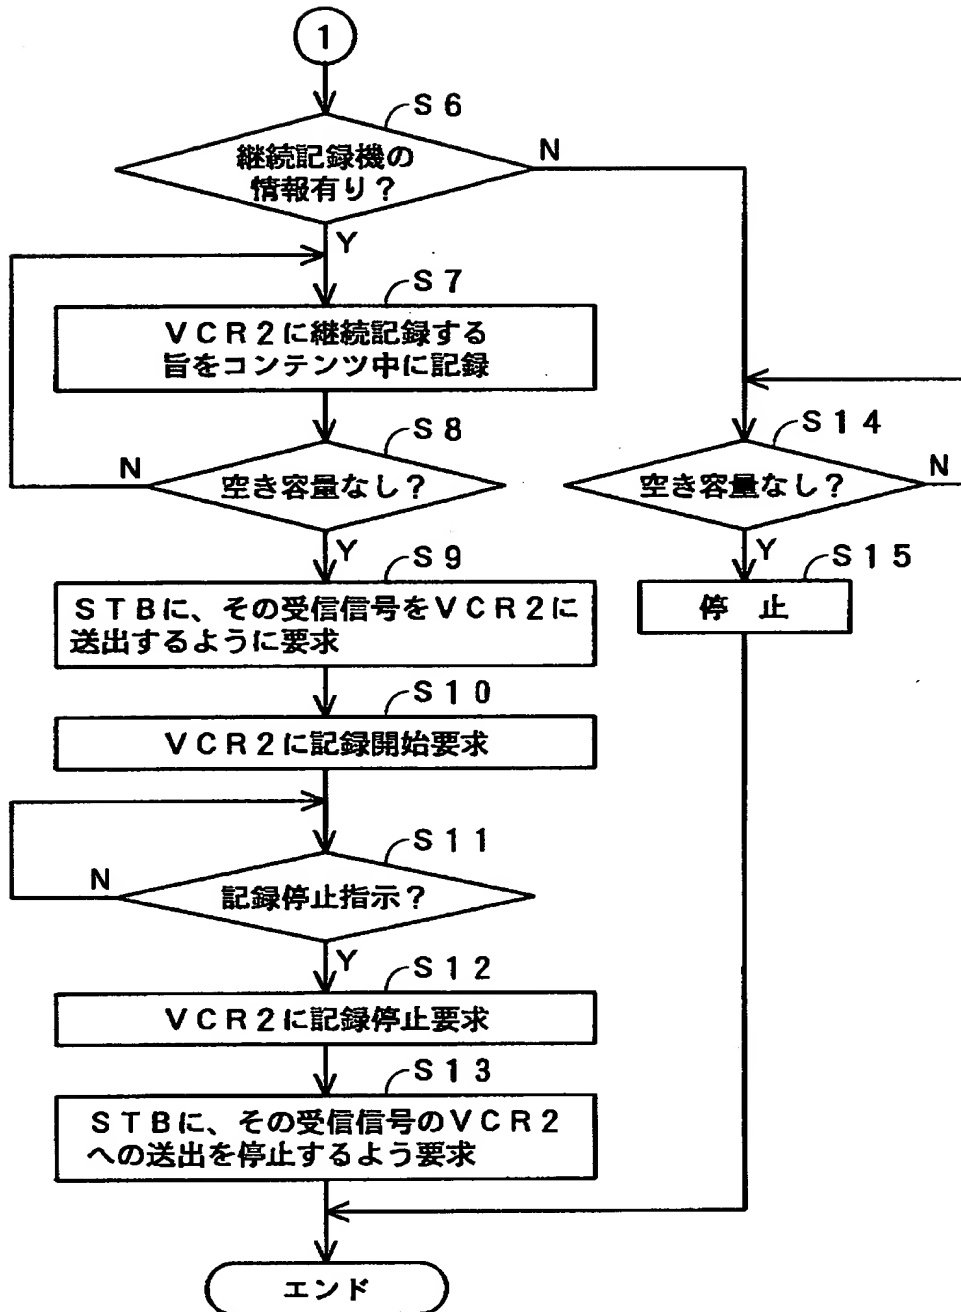 1
S6
継続記録機の
情報有り？
N
Y
S7
VCR2に継続記録する
旨をコンテンツ中に記録
S8
N
空き容量なし？
Y
S14
空き容量なし？
N
Y
S9
STBに、その受信信号をVCR2に
送出するように要求
S15
停止
S10
VCR2に記録開始要求
S11
N
記録停止指示？
Y
S12
VCR2に記録停止要求
S13
STBに、その受信信号のVCR2
への送出を停止するよう要求
エンド